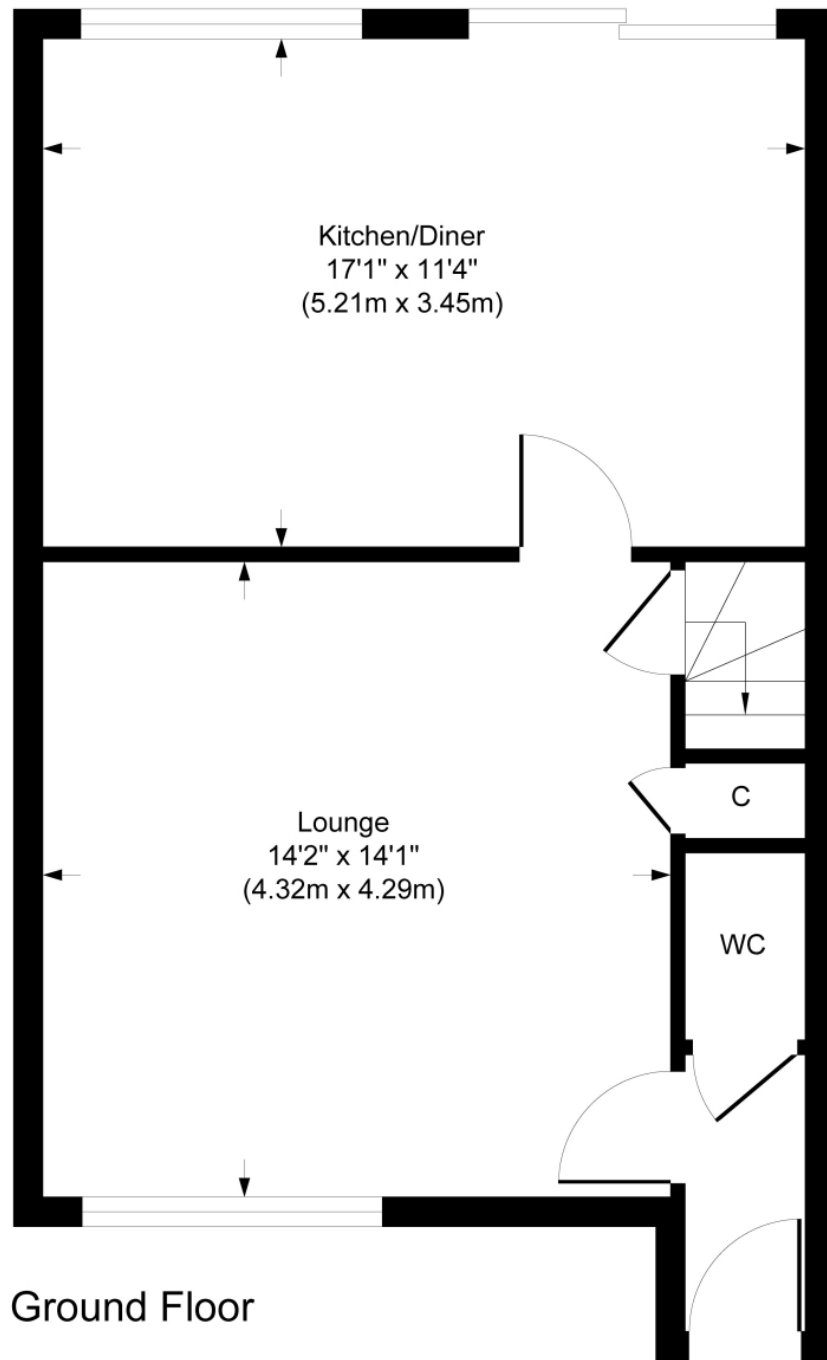 Kitchen/Diner
17'1" x 11'4"
(5.21m x 3.45m)
Lounge
14'2" x 14'1"
(4.32m x 4.29m)
C
WC
Ground Floor